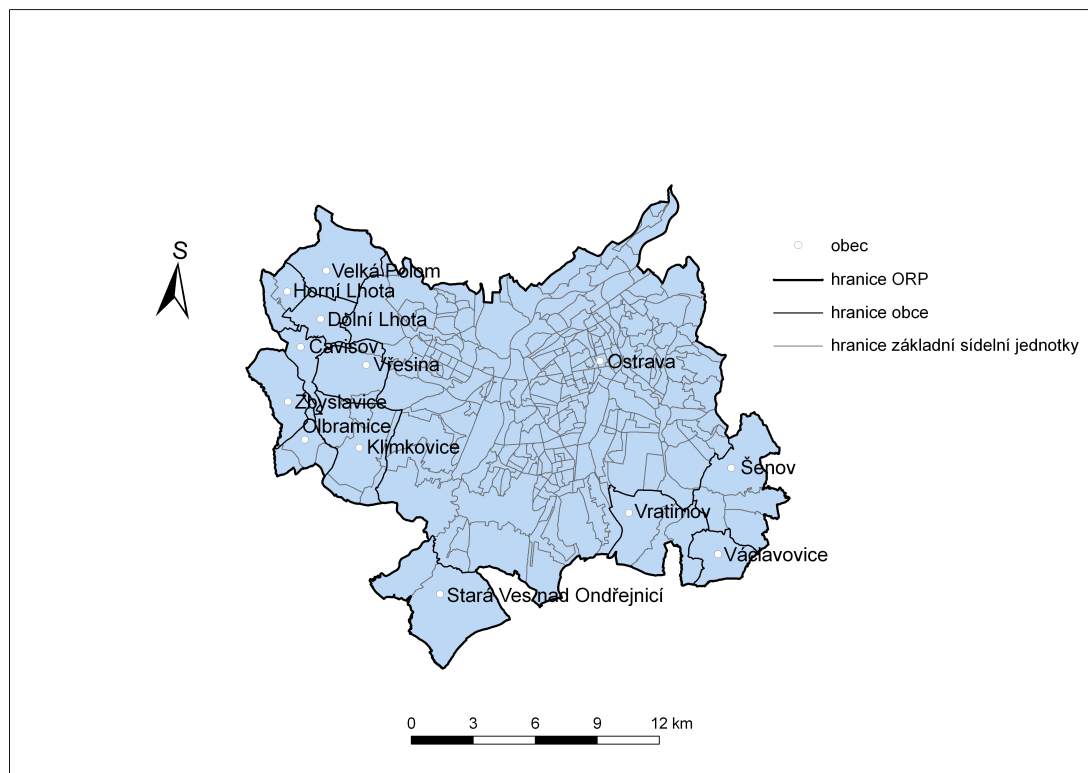 S
Velká Polom
Horní Lhota
Dolní Lhota
Čavisov
Vřesina
Zbyslavice
Olbramice
Klimkovice
Ostrava
Šenov
Vratimov
Václavovice
Stará Ves nad Ondřejnicí
obec
hranice ORP
hranice obce
hranice základní sídelní jednotky
0 3 6 9 12 km